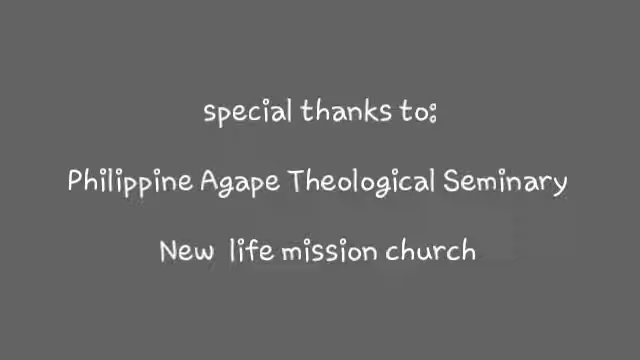 special thanks to:
Philippine Agape Theological Seminary
New life mission church